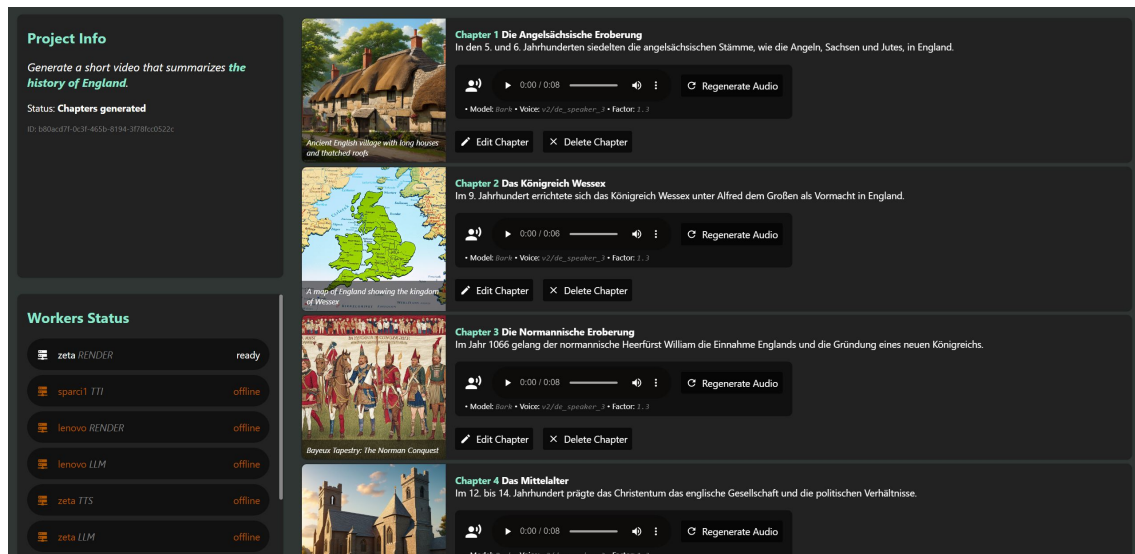 Project Info
Generate a short video that summarizes the
history of England.
Status: Chapters generated
ID: b80acd7f-0c3f-465b-8194-3f78fcc0522c
Workers Status
zeta RENDER ready
sparci1 TTI offline
lenovo RENDER offline
lenovo LLM offline
zeta TTS offline
zeta LLM offline
Ancient English village with long houses
and thatched roofs
Chapter 1 Die Angelsächsische Eroberung
In den 5. und 6. Jahrhunderten siedelten die angelsächsischen Stämme, wie die Angeln, Sachsen und Jutes, in England.
0:00 / 0:08
Regenerate Audio
• Model: Bark • Voice: v2/de_speaker_3 • Factor: 1.3
Edit Chapter
Delete Chapter
A map of England showing the kingdom
of Wessex
Chapter 2 Das Königreich Wessex
Im 9. Jahrhundert errichtete sich das Königreich Wessex unter Alfred dem Großen als Vormacht in England.
0:00 / 0:06
Regenerate Audio
• Model: Bark • Voice: v2/de_speaker_3 • Factor: 1.3
Edit Chapter
Delete Chapter
Bayeux Tapestry: The Norman Conquest
Chapter 3 Die Normannische Eroberung
Im Jahr 1066 gelang der normannische Heerfürst William die Einnahme Englands und die Gründung eines neuen Königreichs.
0:00 / 0:08
Regenerate Audio
• Model: Bark • Voice: v2/de_speaker_3 • Factor: 1.3
Edit Chapter
Delete Chapter
Chapter 4 Das Mittelalter
Im 12. bis 14. Jahrhundert prägte das Christentum das englische Gesellschaft und die politischen Verhältnisse.
0:00 / 0:08
Regenerate Audio